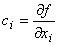 c_i = ∂f/∂x_i